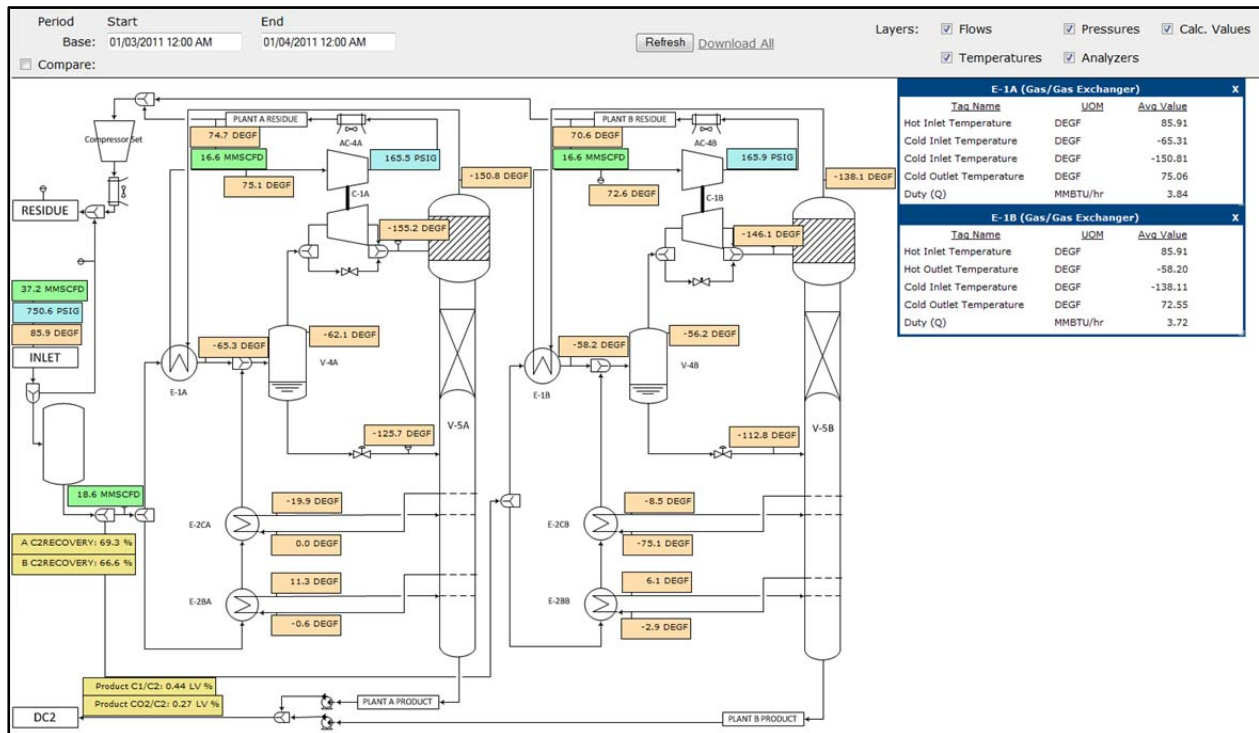 Period Start End
Base: 01/03/2011 12:00 AM 01/04/2011 12:00 AM
Compare:
Refresh Download All
Layers: Flows Pressures Calc. Values
Temperatures Analyzers
E-1A (Gas/Gas Exchanger) X
Tag Name UOM Avg Value
Hot Inlet Temperature DEGF 85.91
Cold Inlet Temperature DEGF -65.31
Cold Inlet Temperature DEGF -150.81
Cold Outlet Temperature DEGF 75.06
Duty (Q) MMBTU/hr 3.84
E-1B (Gas/Gas Exchanger) X
Tag Name UOM Avg Value
Hot Inlet Temperature DEGF 85.91
Hot Outlet Temperature DEGF -58.20
Cold Inlet Temperature DEGF -138.11
Cold Outlet Temperature DEGF 72.55
Duty (Q) MMBTU/hr 3.72
Compressor Set
RESIDUE
37.2 MMSCFD
750.6 PSIG
85.9 DEGF
INLET
18.6 MMSCFD
A C2RECOVERY: 69.3 %
B C2RECOVERY: 66.6 %
Product C1/C2: 0.44 LV %
Product CO2/C2: 0.27 LV %
DC2
PLANT A RESIDUE
74.7 DEGF
16.6 MMSCFD
75.1 DEGF
AC-4A
165.5 PSIG
C-1A
-150.8 DEGF
-155.2 DEGF
-62.1 DEGF
-65.3 DEGF
E-1A
V-4A
-125.7 DEGF
V-5A
-19.9 DEGF
E-2CA
0.0 DEGF
11.3 DEGF
E-2BA
-0.6 DEGF
PLANT A PRODUCT
PLANT B RESIDUE
70.6 DEGF
16.6 MMSCFD
72.6 DEGF
AC-4B
165.9 PSIG
C-1B
-138.1 DEGF
-146.1 DEGF
-56.2 DEGF
-58.2 DEGF
E-1B
V-4B
-112.8 DEGF
V-5B
-8.5 DEGF
E-2CB
-75.1 DEGF
6.1 DEGF
E-2BB
-2.9 DEGF
PLANT B PRODUCT